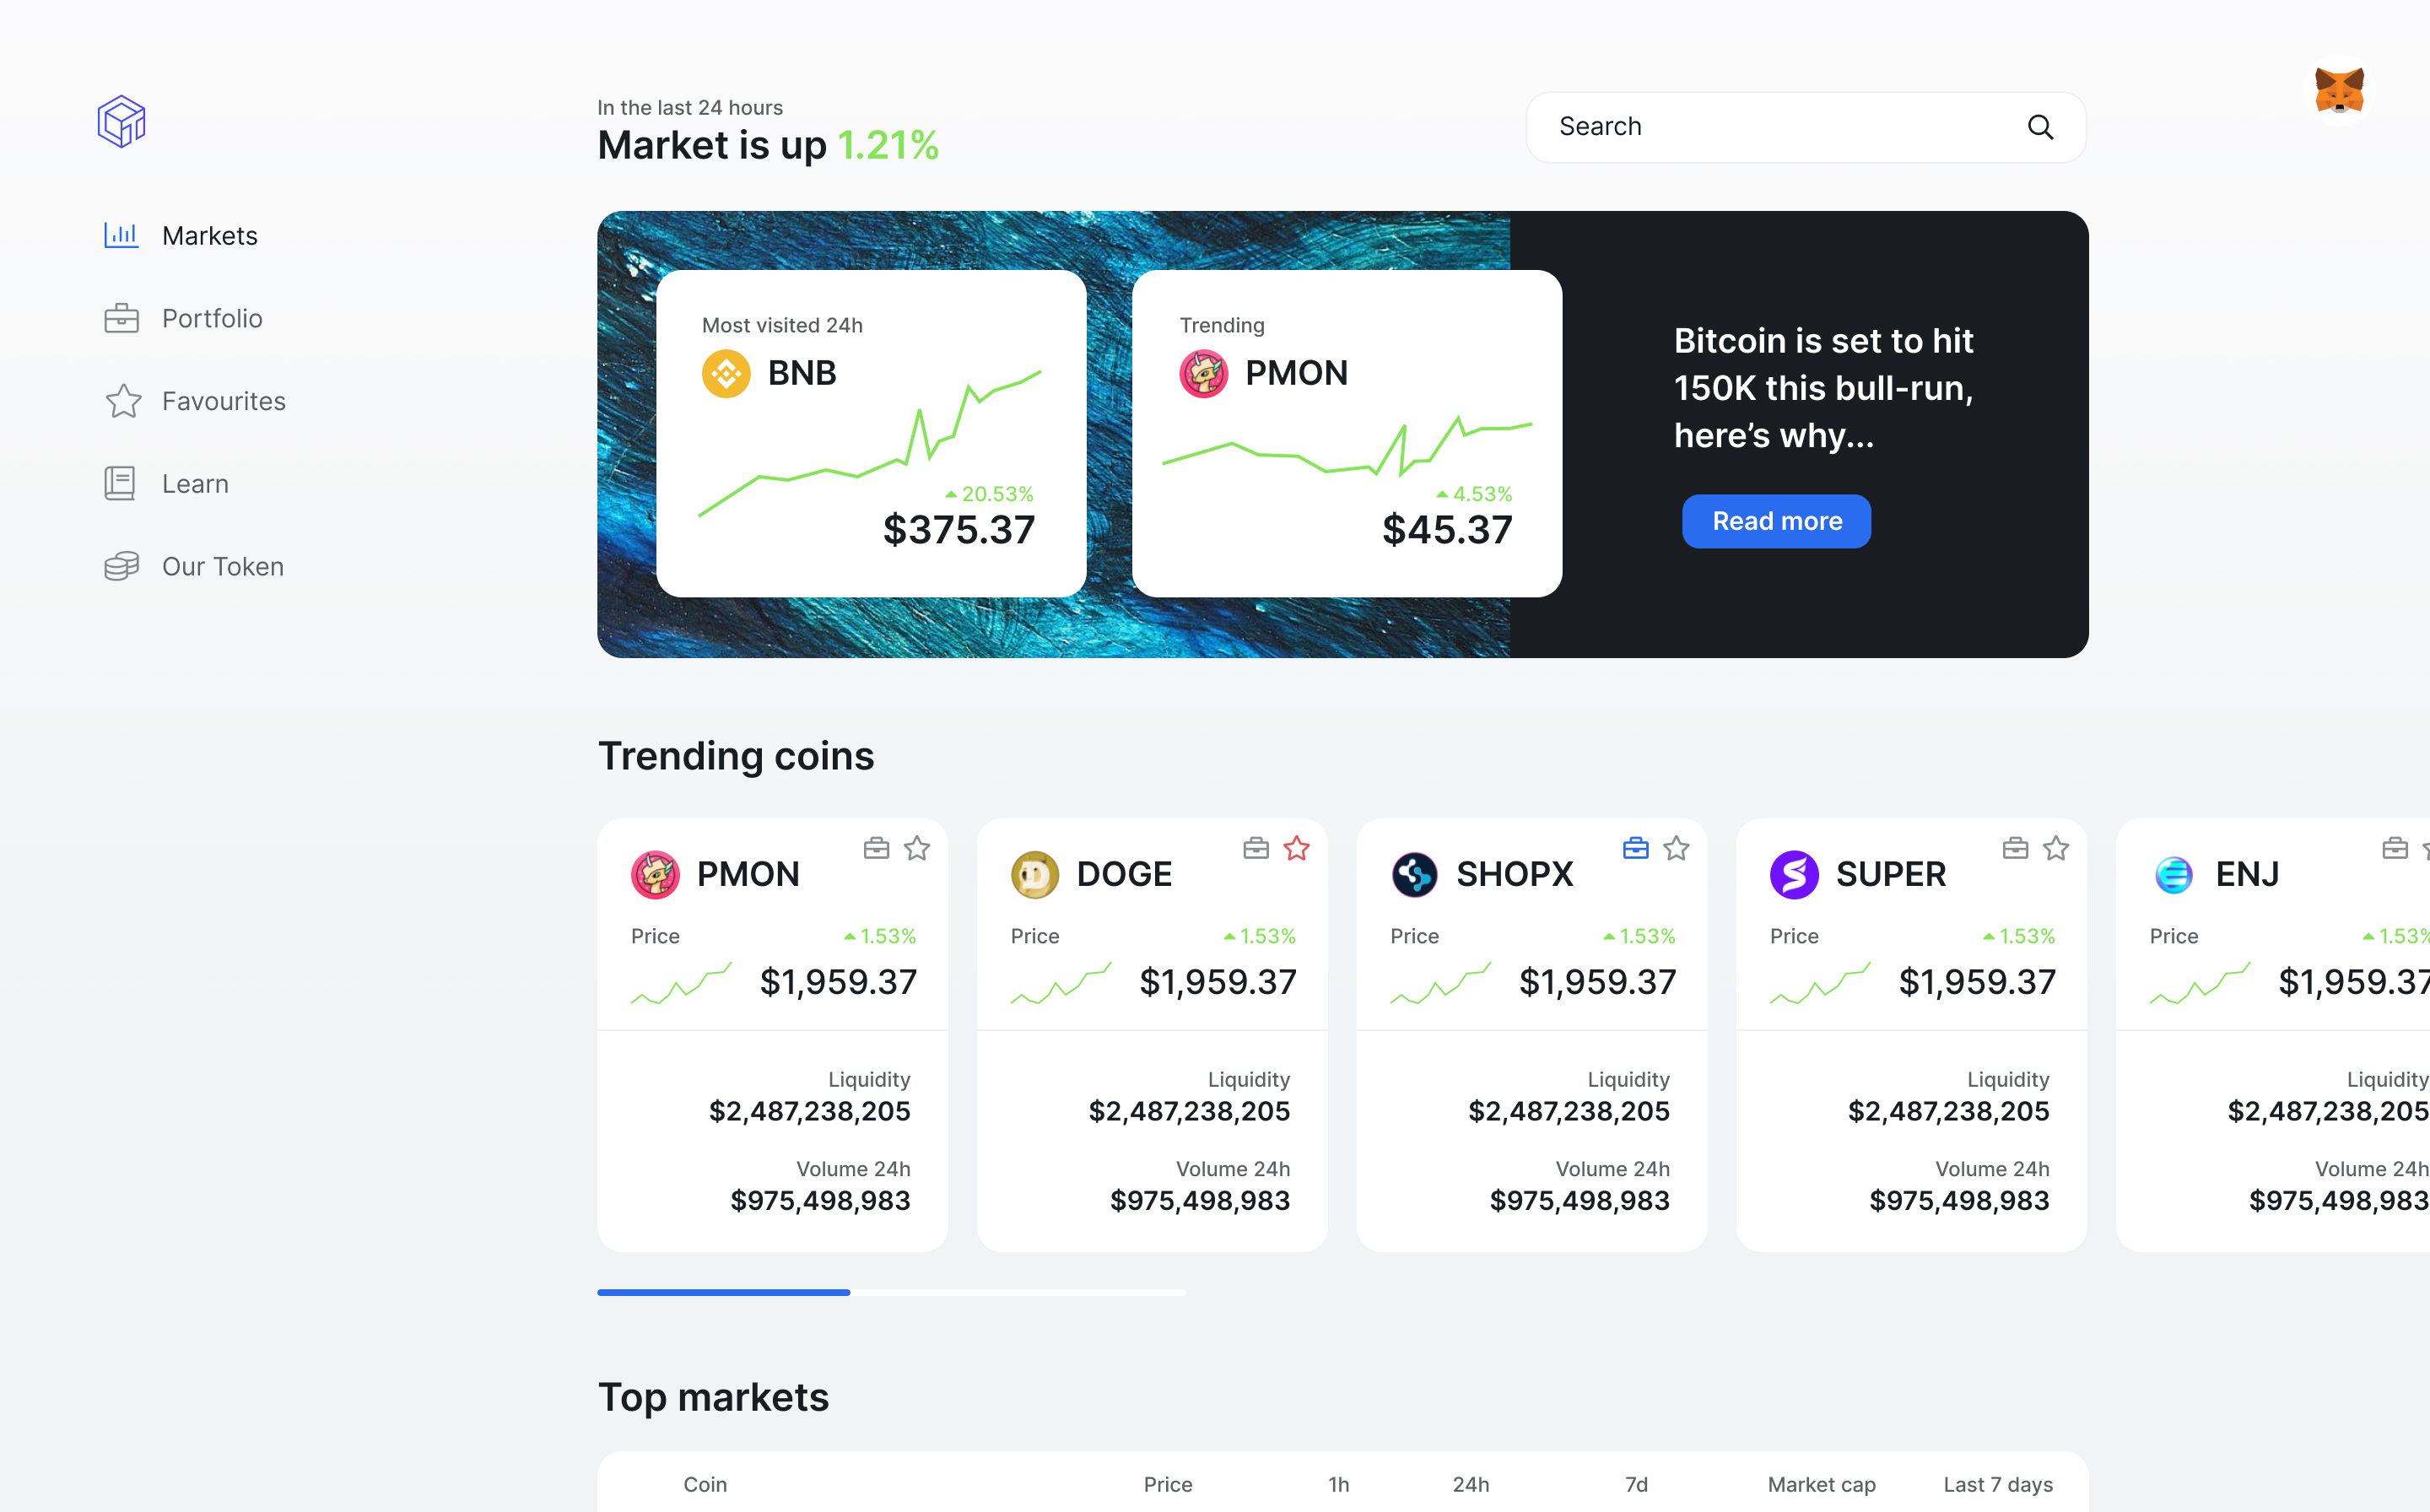 In the last 24 hours
Market is up 1.21%
Search
Markets
Portfolio
Favourites
Learn
Our Token
Most visited 24h
BNB
20.53%
$375.37
Trending
PMON
4.53%
$45.37
Bitcoin is set to hit
150K this bull-run,
here’s why...
Read more
Trending coins
PMON
Price
1.53%
$1,959.37
Liquidity
$2,487,238,205
Volume 24h
$975,498,983
DOGE
Price
1.53%
$1,959.37
Liquidity
$2,487,238,205
Volume 24h
$975,498,983
SHOPX
Price
1.53%
$1,959.37
Liquidity
$2,487,238,205
Volume 24h
$975,498,983
SUPER
Price
1.53%
$1,959.37
Liquidity
$2,487,238,205
Volume 24h
$975,498,983
ENJ
Price
1.53%
$1,959.37
Liquidity
$2,487,238,205
Volume 24h
$975,498,983
Top markets
Coin Price 1h 24h 7d Market cap Last 7 days